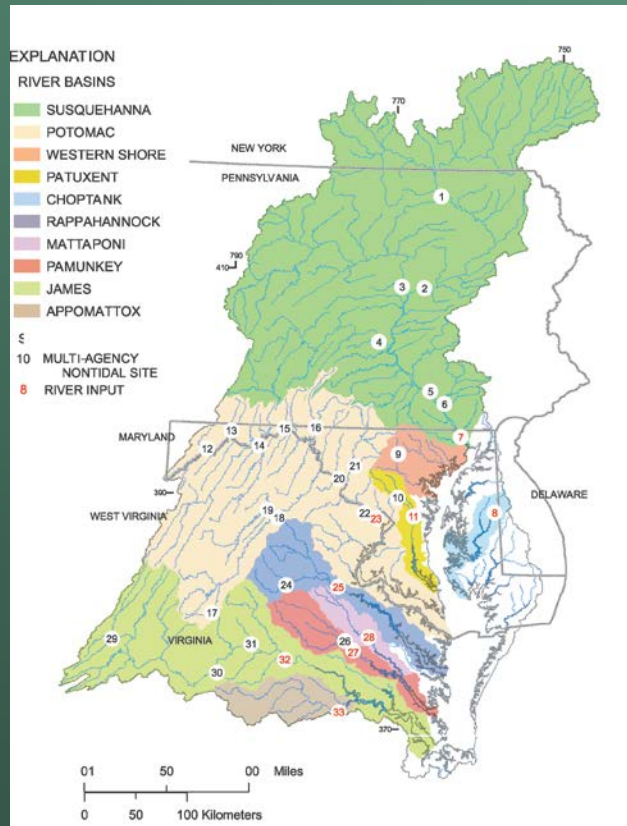 EXPLANATION
RIVER BASINS
SUSQUEHANNA
POTOMAC
WESTERN SHORE
PATUXENT
CHOPTANK
RAPPAHANNOCK
MATTAPONI
PAMUNKEY
JAMES
APPOMATTOX
S
10 MULTI-AGENCY
NONTIDAL SITE
8 RIVER INPUT
750
770
NEW YORK
PENNSYLVANIA
1
790
410
3
2
4
5
6
7
MARYLAND
12
13
14
15
16
9
21
20
10
390
WEST VIRGINIA
19
18
22
23
11
8
DELAWARE
24
25
17
VIRGINIA
29
31
26
28
27
32
30
33
370
01 50 00 Miles
0 50 100 Kilometers